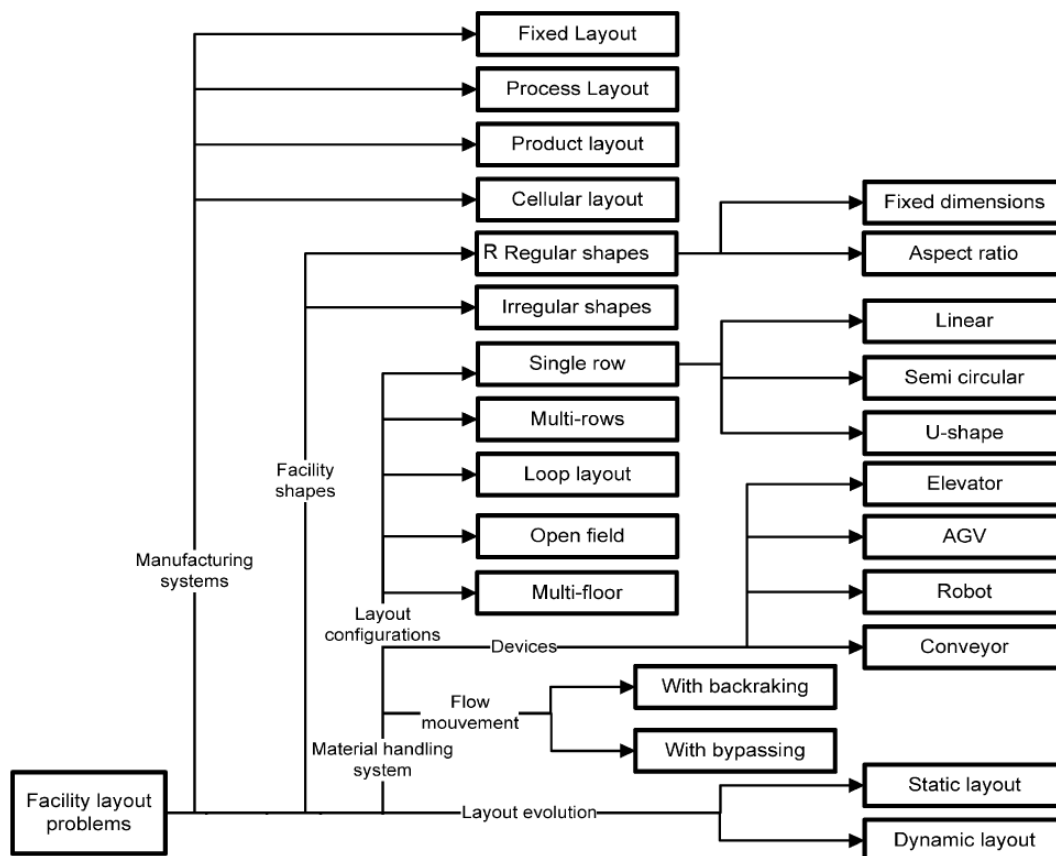 Fixed Layout
Process Layout
Product layout
Cellular layout
Fixed dimensions
R Regular shapes
Aspect ratio
Irregular shapes
Linear
Single row
Semi circular
Multi-rows
U-shape
Facility
shapes
Loop layout
Elevator
Open field
AGV
Manufacturing
systems
Multi-floor
Robot
Layout
configurations
Devices
Conveyor
With backraking
Flow
mouvement
Material handling
system
With bypassing
Facility layout
problems
Static layout
Layout evolution
Dynamic layout